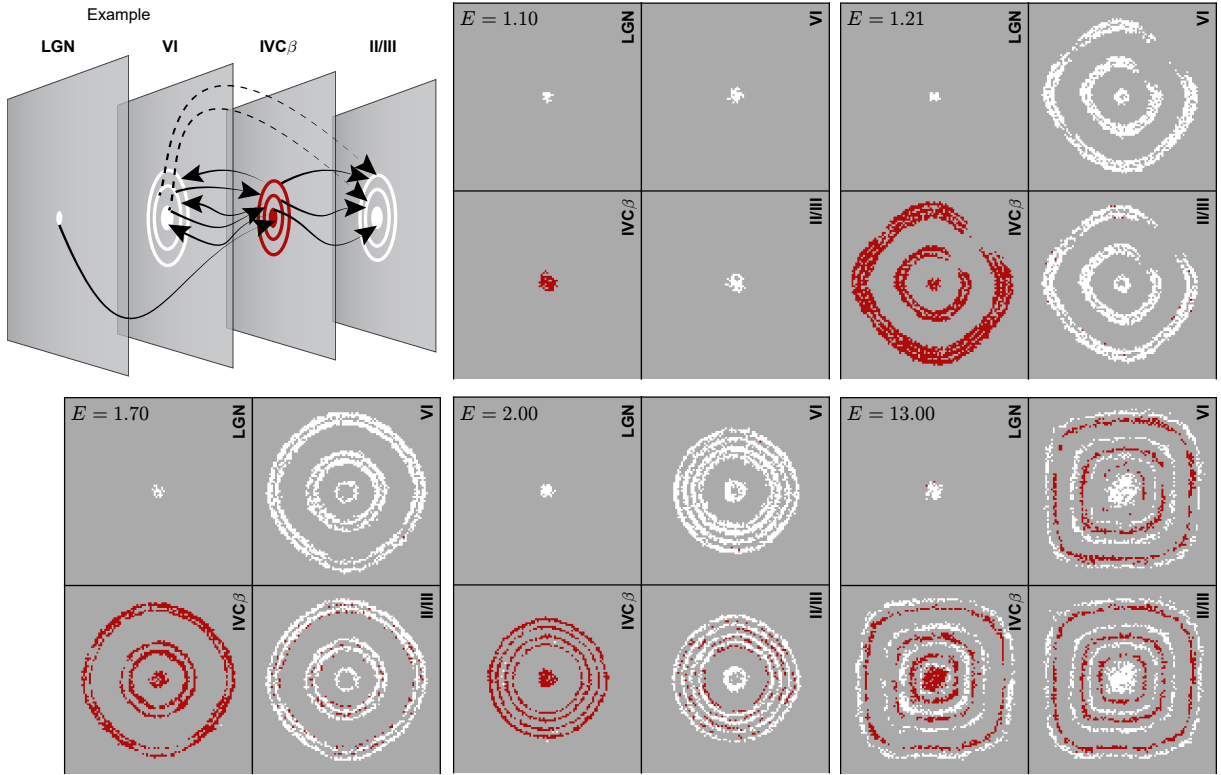 Example
LGN VI IVCβ II/III
E = 1.10
LGN
VI
IVCβ
II/III
E = 1.21
LGN
VI
IVCβ
II/III
E = 1.70
LGN
VI
IVCβ
II/III
E = 2.00
LGN
VI
IVCβ
II/III
E = 13.00
LGN
VI
IVCβ
II/III